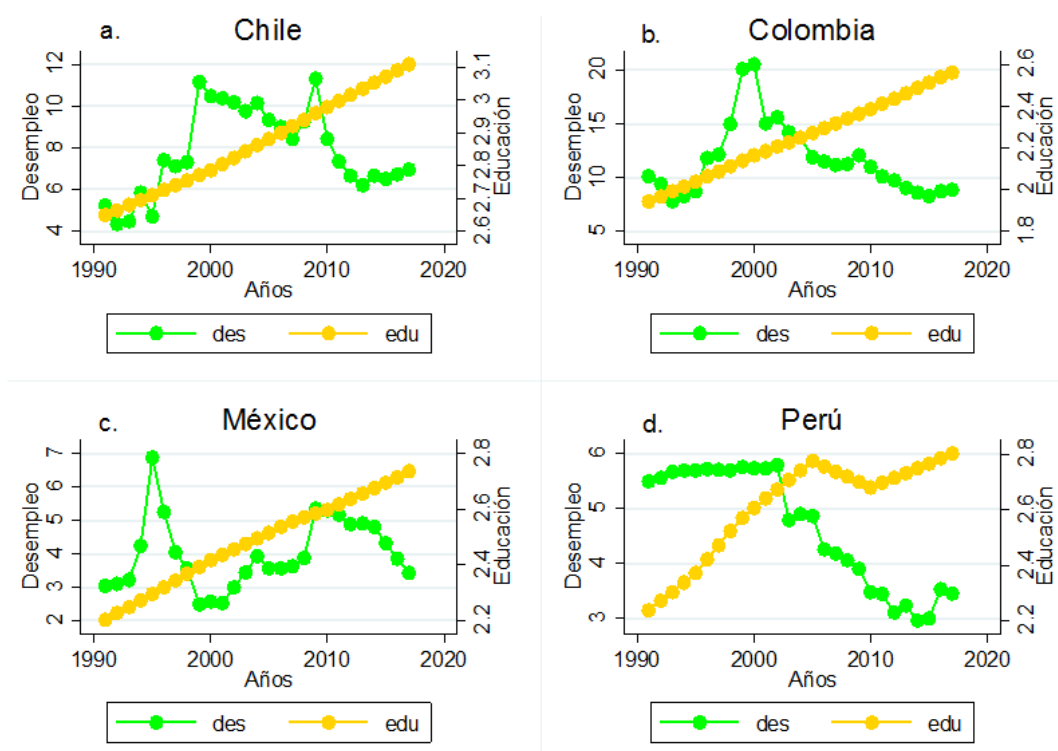 a. Chile
12
10
8
6
4
Desempleo
3.1
3
2.9
2.8
2.7
2.6
Educación
1990 2000 2010 2020
Años
des edu
b. Colombia
20
15
10
5
Desempleo
2.6
2.4
2.2
2
1.8
Educación
1990 2000 2010 2020
Años
des edu
c. México
7
6
5
4
3
2
Desempleo
2.8
2.6
2.4
2.2
Educación
1990 2000 2010 2020
Años
des edu
d. Perú
6
5
4
3
Desempleo
2.8
2.6
2.4
2.2
Educación
1990 2000 2010 2020
Años
des edu